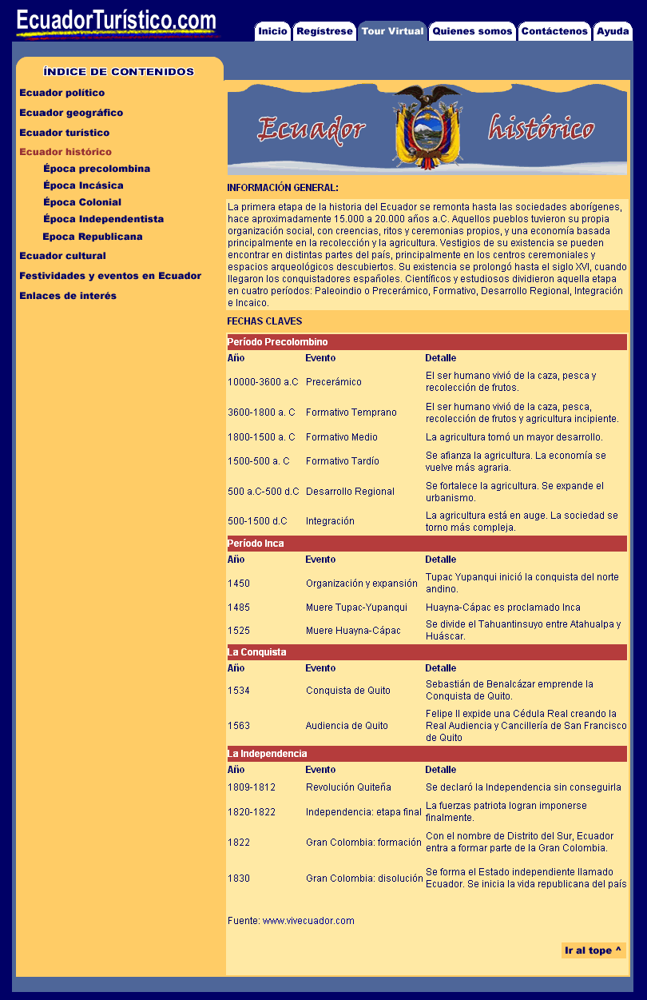 EcuadorTurístico.com
Inicio Regístrese Tour Virtual Quienes somos Contáctenos Ayuda
ÍNDICE DE CONTENIDOS
Ecuador político
Ecuador geográfico
Ecuador turístico
Ecuador histórico
Época precolombina
Época Incásica
Época Colonial
Época Independentista
Epoca Republicana
Ecuador cultural
Festividades y eventos en Ecuador
Enlaces de interés
Ecuador histórico
INFORMACIÓN GENERAL:
La primera etapa de la historia del Ecuador se remonta hasta las sociedades aborígenes,
hace aproximadamente 15.000 a 20.000 años a.C. Aquellos pueblos tuvieron su propia
organización social, con creencias, ritos y ceremonias propios, y una economía basada
principalmente en la recolección y la agricultura. Vestigios de su existencia se pueden
encontrar en distintas partes del país, principalmente en los centros ceremoniales y
espacios arqueológicos descubiertos. Su existencia se prolongó hasta el siglo XVI, cuando
llegaron los conquistadores españoles. Científicos y estudiosos dividieron aquella etapa
en cuatro períodos: Paleoindio o Precerámico, Formativo, Desarrollo Regional, Integración
e Incaico.
FECHAS CLAVES
Período Precolombino
Año Evento Detalle
10000-3600 a.C Precerámico El ser humano vivió de la caza, pesca y
recolección de frutos.
3600-1800 a. C Formativo Temprano El ser humano vivió de la caza, pesca,
recolección de frutos y agricultura incipiente.
1800-1500 a. C Formativo Medio La agricultura tomó un mayor desarrollo.
1500-500 a. C Formativo Tardío Se afianza la agricultura. La economía se
vuelve más agraria.
500 a.C-500 d.C Desarrollo Regional Se fortalece la agricultura. Se expande el
urbanismo.
500-1500 d.C Integración La agricultura está en auge. La sociedad se
torno más compleja.
Período Inca
Año Evento Detalle
1450 Organización y expansión Tupac Yupanqui inició la conquista del norte
andino.
1485 Muere Tupac-Yupanqui Huayna-Cápac es proclamado Inca
1525 Muere Huayna-Cápac Se divide el Tahuantinsuyo entre Atahualpa y
Huáscar.
La Conquista
Año Evento Detalle
1534 Conquista de Quito Sebastián de Benalcázar emprende la
Conquista de Quito.
1563 Audiencia de Quito Felipe II expide una Cédula Real creando la
Real Audiencia y Cancillería de San Francisco
de Quito
La Independencia
Año Evento Detalle
1809-1812 Revolución Quiteña Se declaró la Independencia sin conseguirla
1820-1822 Independencia: etapa final La fuerzas patriota logran imponerse
finalmente.
1822 Gran Colombia: formación Con el nombre de Distrito del Sur, Ecuador
entra a formar parte de la Gran Colombia.
1830 Gran Colombia: disolución Se forma el Estado independiente llamado
Ecuador. Se inicia la vida republicana del país
Fuente: www.vivecuador.com
Ir al tope ^